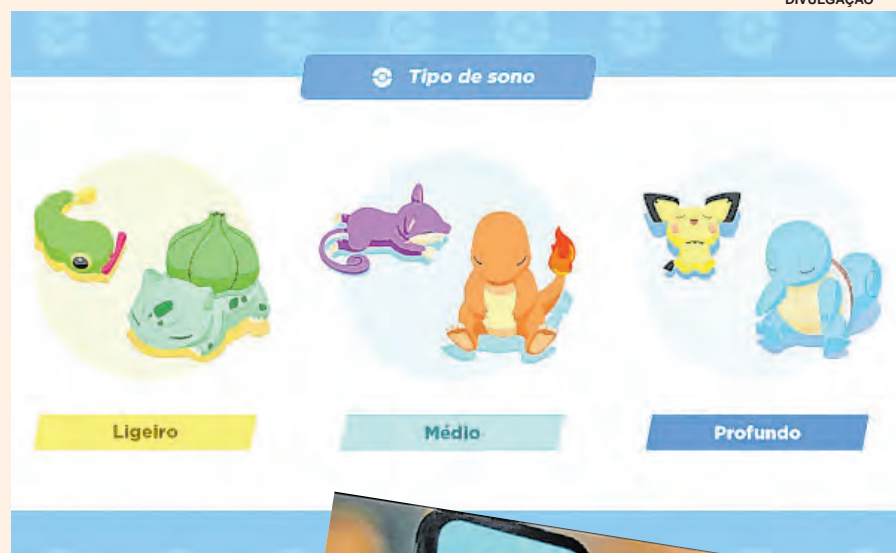 DIVULGAÇÃO
Tipo de sono
Ligeiro
Médio
Profundo